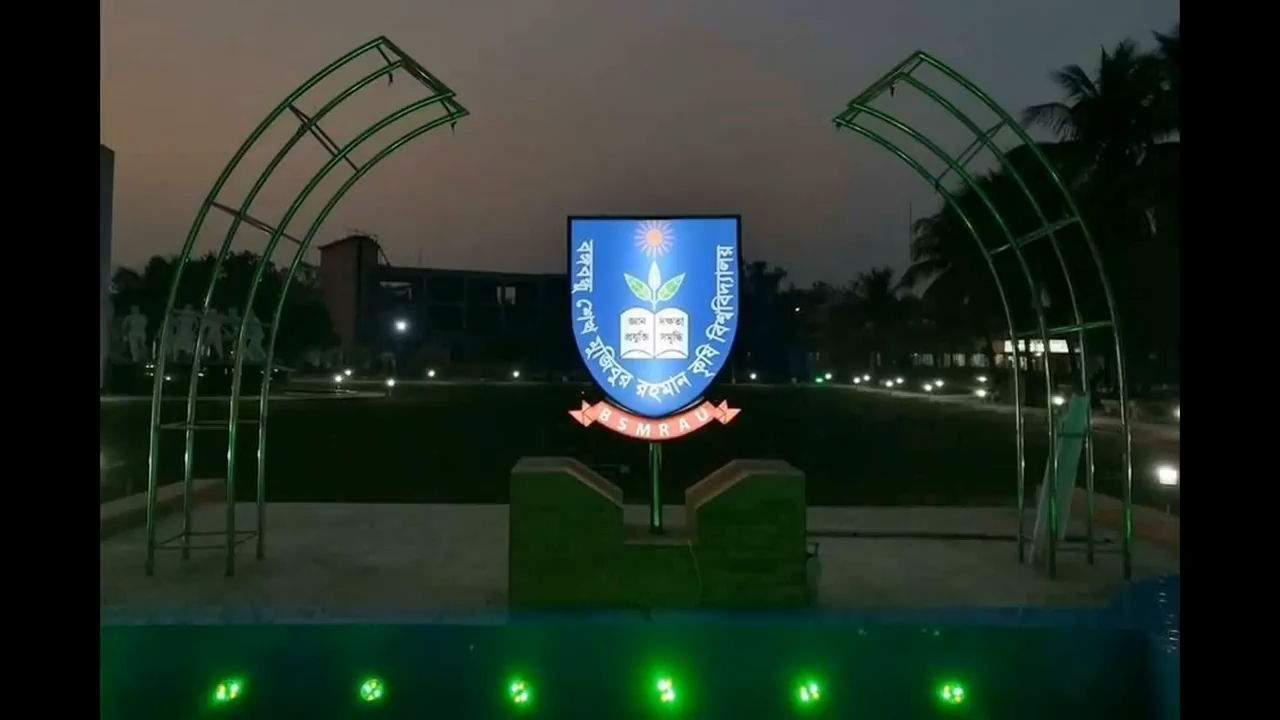 বঙ্গবন্ধু শেখ মুজিবুর রহমান কৃষি বিশ্ববিদ্যালয়
জ্ঞান দক্ষতা
প্রযুক্তি সমৃদ্ধি
BSMRAU